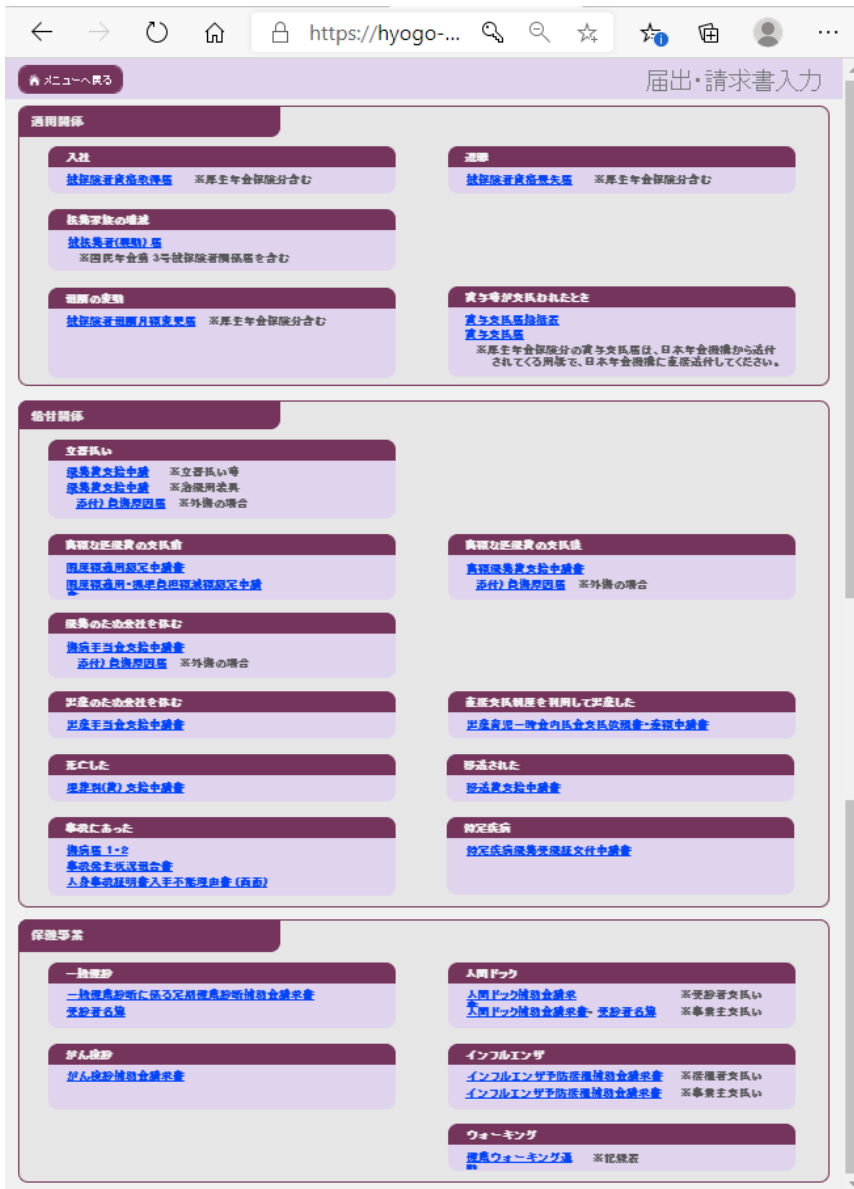 https://hyogo-...
メニューへ戻る
届出・請求書入力
適用関係
入社
被保険者資格取得届 ※厚生年金保険分含む
退職
被保険者資格喪失届 ※厚生年金保険分含む
扶養家族の増減
被扶養者(異動)届
※国民年金第3号被保険者関係届を含む
報酬の変動
被保険者報酬月額変更届 ※厚生年金保険分含む
賞与等が支払われたとき
賞与支払届総括表
賞与支払届
※厚生年金保険分の賞与支払届は、日本年金機構から送付
されてくる用紙で、日本年金機構に直接送付してください。
給付関係
立替払い
療養費支給申請 ※立替払い等
療養費支給申請 ※治療用装具
添付)負傷原因届 ※外傷の場合
高額な医療費の支払前
限度額適用認定申請書
限度額適用・標準負担額減額認定申請
書
高額な医療費の支払後
高額療養費支給申請書
添付)負傷原因届 ※外傷の場合
療養のため会社を休む
傷病手当金支給申請書
添付)負傷原因届 ※外傷の場合
出産のため会社を休む
出産手当金支給申請書
直接支払制度を利用して出産した
出産育児一時金内払金支払依頼書・差額申請書
死亡した
埋葬料(費)支給申請書
移送された
移送費支給申請書
事故にあった
傷病届 1・2
事故発生状況報告書
人身事故証明書入手不能理由書(両面)
特定疾病
特定疾病療養受療証交付申請書
保健事業
一般健診
一般健康診断に係る定期健康診断補助金請求書
受診者名簿
人間ドック
人間ドック補助金請求 ※受診者支払い
人間ドック補助金請求書・受診者名簿 ※事業主支払い
がん検診
がん検診補助金請求書
インフルエンザ
インフルエンザ予防接種補助金請求書 ※接種者支払い
インフルエンザ予防接種補助金請求書 ※事業主支払い
ウォーキング
健康ウォーキング運
動 ※記録表